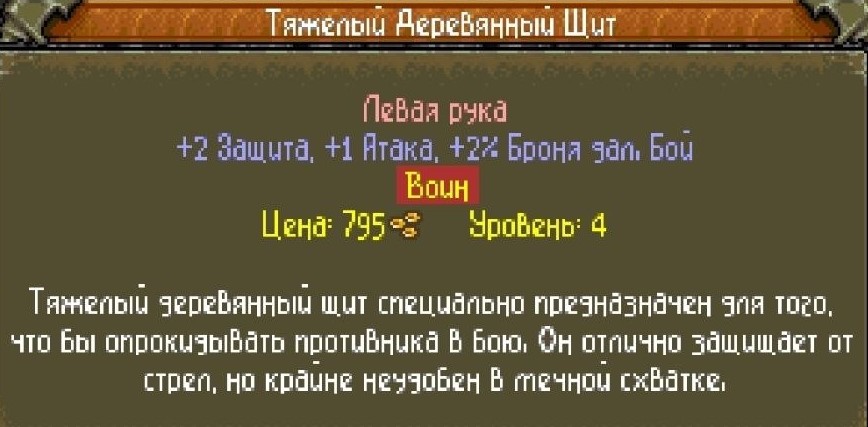 Тяжелый Деревянный Щит
Левая рука
+2 Защита, +1 Атака, +2% Броня дал. Бой
Воин
Цена: 795 Уровень: 4
Тяжелый деревянный щит специально предназначен для того,
что бы опрокидывать противника в бою. Он отлично защищает от
стрел, но крайне неудобен в мечной схватке.